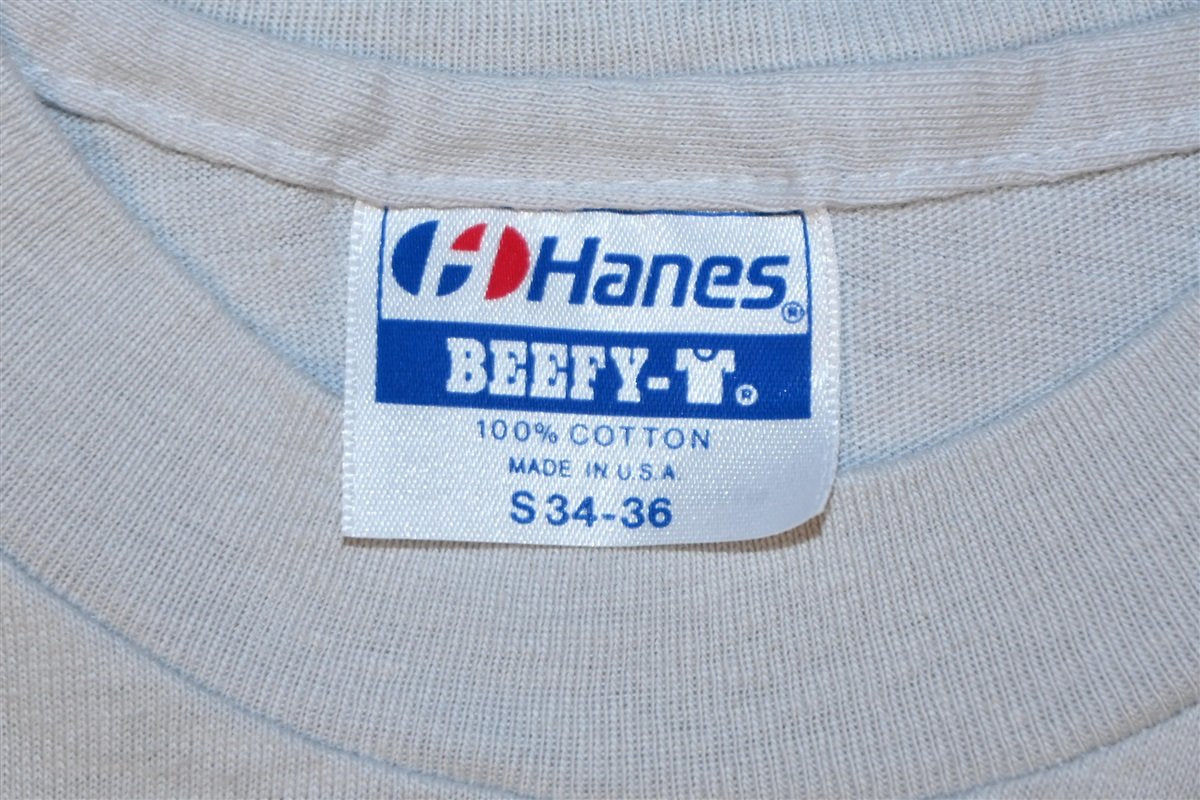 Hanes®
BEEFY-T®
100% COTTON
MADE IN U.S.A
S 34-36